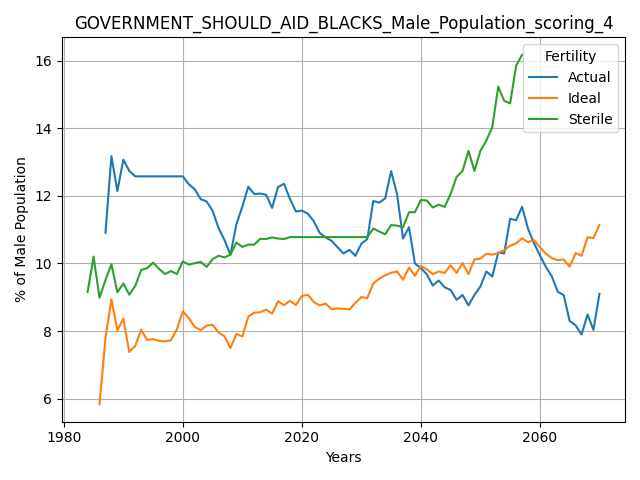 GOVERNMENT_SHOULD_AID_BLACKS_Male_Population_scoring_4
% of Male Population
16
14
12
10
8
6
Fertility
Actual
Ideal
Sterile
1980 2000 2020 2040 2060
Years